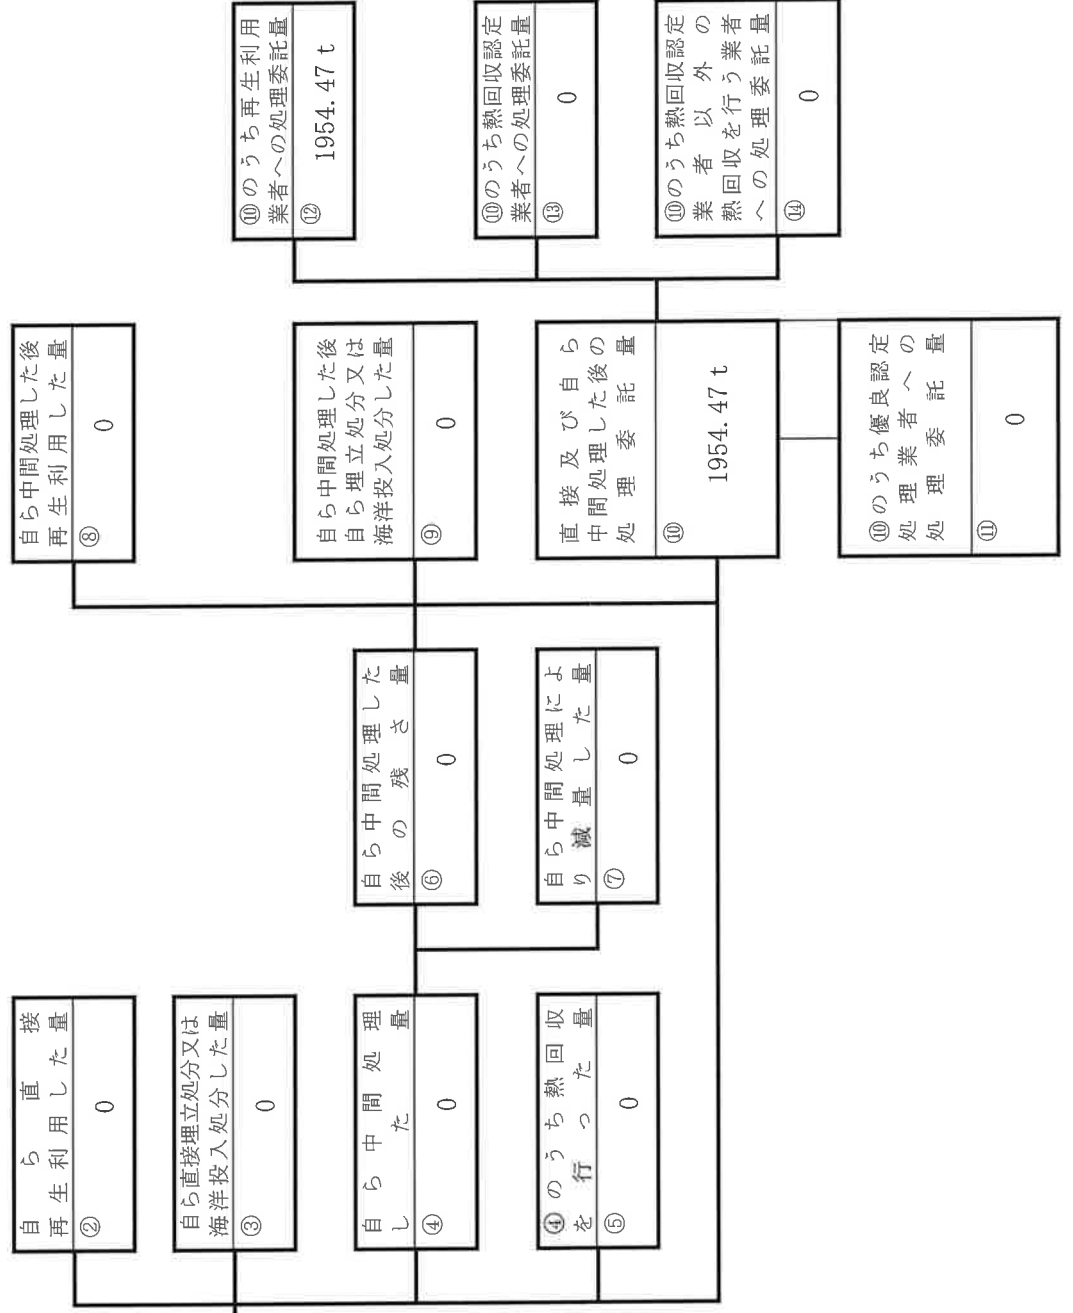 自ら直接
再生利用した量
②
0
自ら直接埋立処分又は
海洋投入処分した量
③
0
自ら中間処理
した量
④
0
④のうち熱回収
を行った量
⑤
0
自ら中間処理した
後の残さ量
⑥
0
自ら中間処理によ
り減量した量
⑦
0
自ら中間処理した後
再生利用した量
⑧
0
自ら中間処理した後
自ら埋立処分又は
海洋投入処分した量
⑨
0
直接及び自ら
中間処理した後の
処理委託量
⑩
1954.47 t
⑩のうち優良認定
処理業者への
処理委託量
⑪
0
⑩のうち再生利用
業者への処理委託量
⑫
1954.47 t
⑩のうち熱回収認定
業者への処理委託量
⑬
0
⑩のうち熱回収認定
業者以外の
熱回収を行う業者
への処理委託量
⑭
0